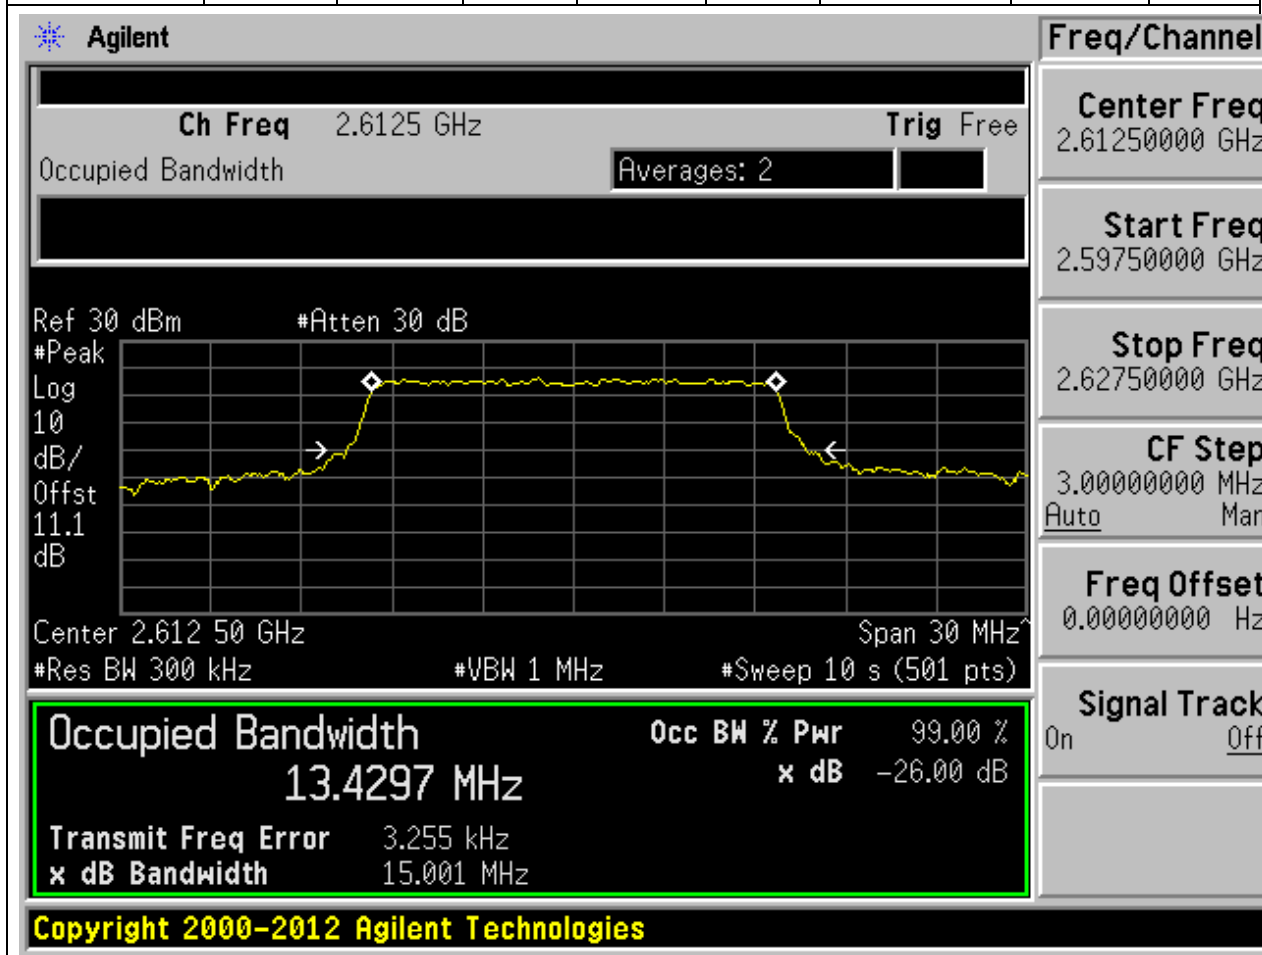 Agilent
Freq/Channel
Ch Freq 2.6125 GHz Trig Free
Occupied Bandwidth Averages: 2
Center Freq
2.61250000 GHz
Start Freq
2.59750000 GHz
Stop Freq
2.62750000 GHz
CF Step
3.00000000 MHz
Auto Man
Freq Offset
0.00000000 Hz
Signal Track
On Off
Ref 30 dBm #Atten 30 dB
#Peak
Log
10
dB/
Offst
11.1
dB
Center 2.612 50 GHz Span 30 MHz^
#Res BW 300 kHz #VBW 1 MHz #Sweep 10 s (501 pts)
Occupied Bandwidth Occ BW % Pwr 99.00 %
13.4297 MHz x dB -26.00 dB
Transmit Freq Error 3.255 kHz
x dB Bandwidth 15.001 MHz
Copyright 2000-2012 Agilent Technologies